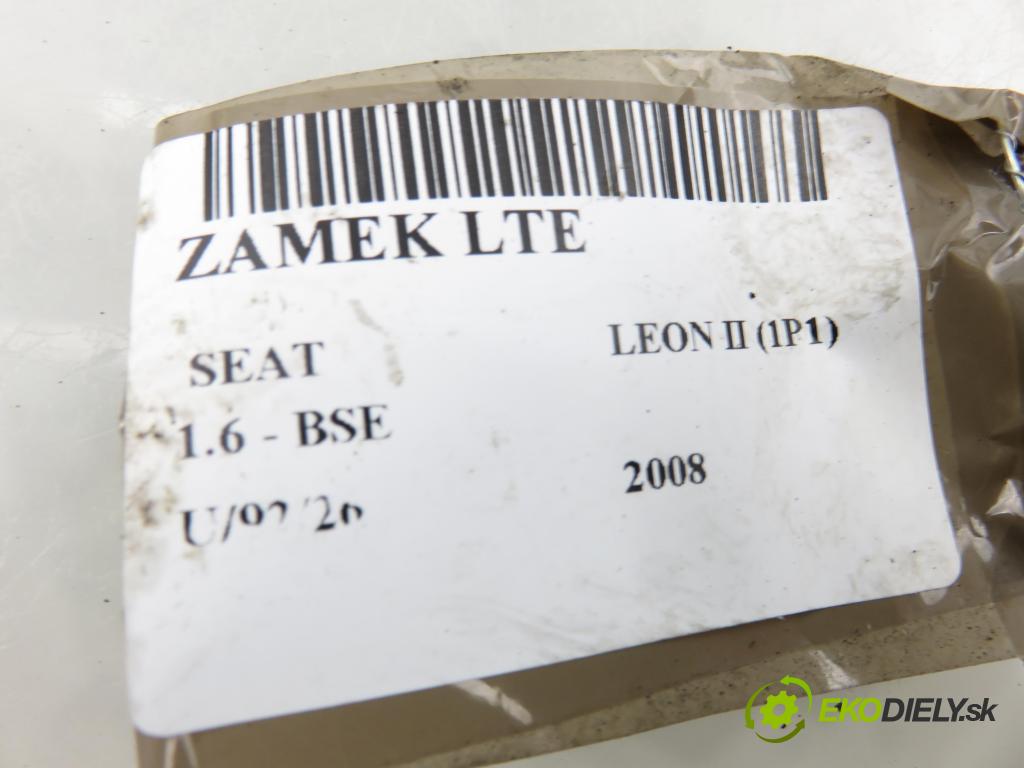 ZAMEK LTE
SEAT LEON II (1P1)
1.6 - BSE
2008
EKODIELY.sk